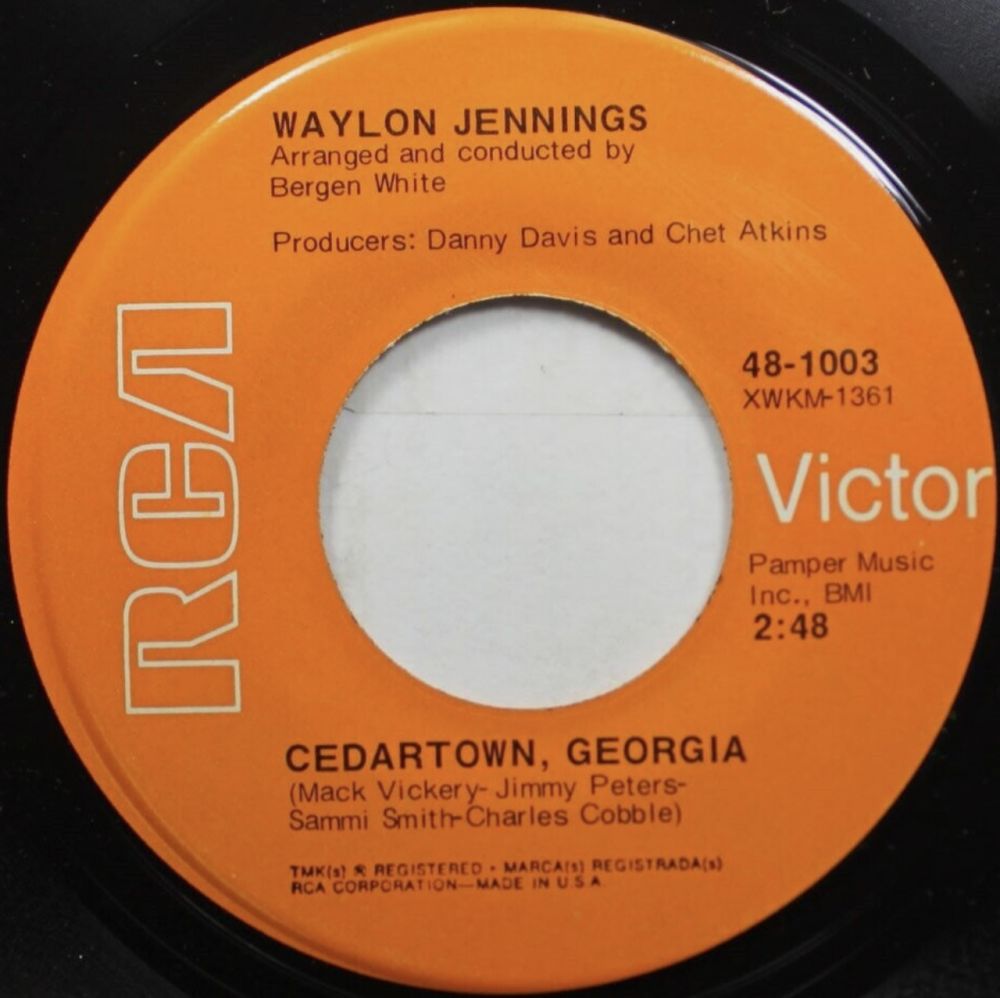 WAYLON JENNINGS
Arranged and conducted by
Bergen White
Producers: Danny Davis and Chet Atkins
RCA
48-1003
XWKM-1361
Victor
Pamper Music
Inc., BMI
2:48
CEDARTOWN, GEORGIA
(Mack Vickery-Jimmy Peters-
Sammi Smith-Charles Cobble)
TMK(s) ® REGISTERED • MARCA(s) REGISTRADA(s)
RCA CORPORATION—MADE IN U.S.A.